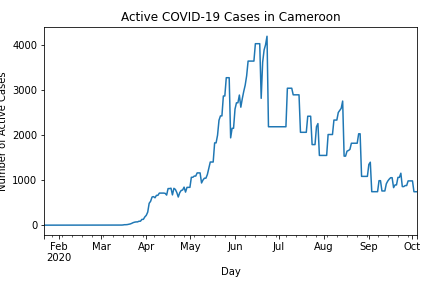 Active COVID-19 Cases in Cameroon
Number of Active Cases
4000
3000
2000
1000
0
Feb Mar Apr May Jun Jul Aug Sep Oct
2020
Day